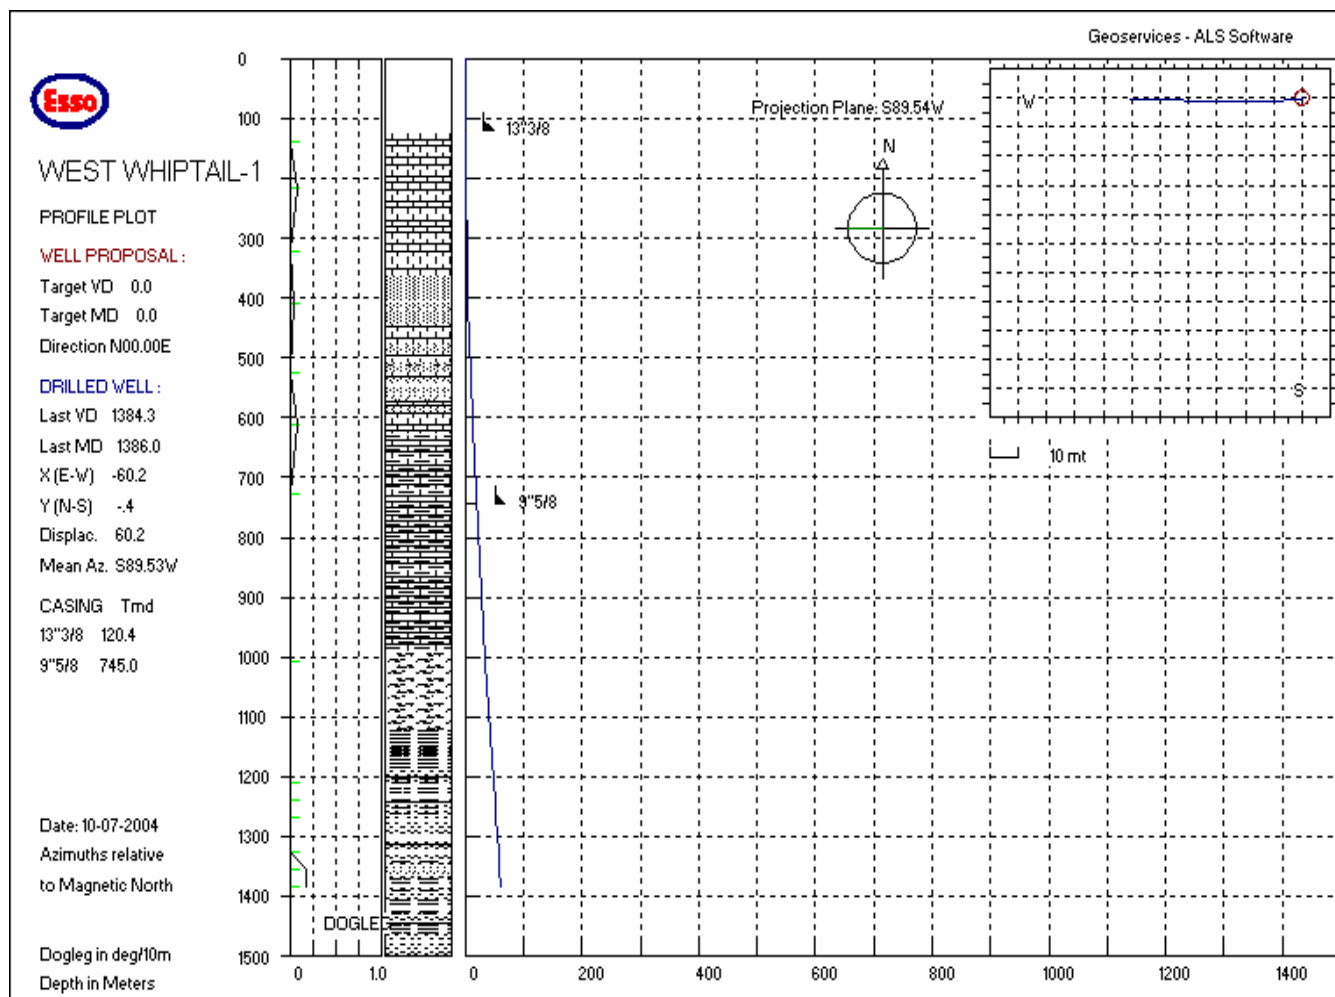 Geoservices - ALS Software
Esso
WEST WHIPTAIL-1
PROFILE PLOT
WELL PROPOSAL :
Target VD 0.0
Target MD 0.0
Direction N00.00E
DRILLED WELL :
Last VD 1384.3
Last MD 1386.0
X (E-W) -60.2
Y (N-S) -.4
Displac. 60.2
Mean Az. S89.53W
CASING Tmd
13"3/8 120.4
9"5/8 745.0
Date: 10-07-2004
Azimuths relative
to Magnetic North
Dogleg in deg/10m
Depth in Meters
0
100
200
300
400
500
600
700
800
900
1000
1100
1200
1300
1400
1500
DOGLEG
0 1.0
13"3/8
9"5/8
Projection Plane: S89.54W
N
W
S
10 mt
0 200 400 600 800 1000 1200 1400